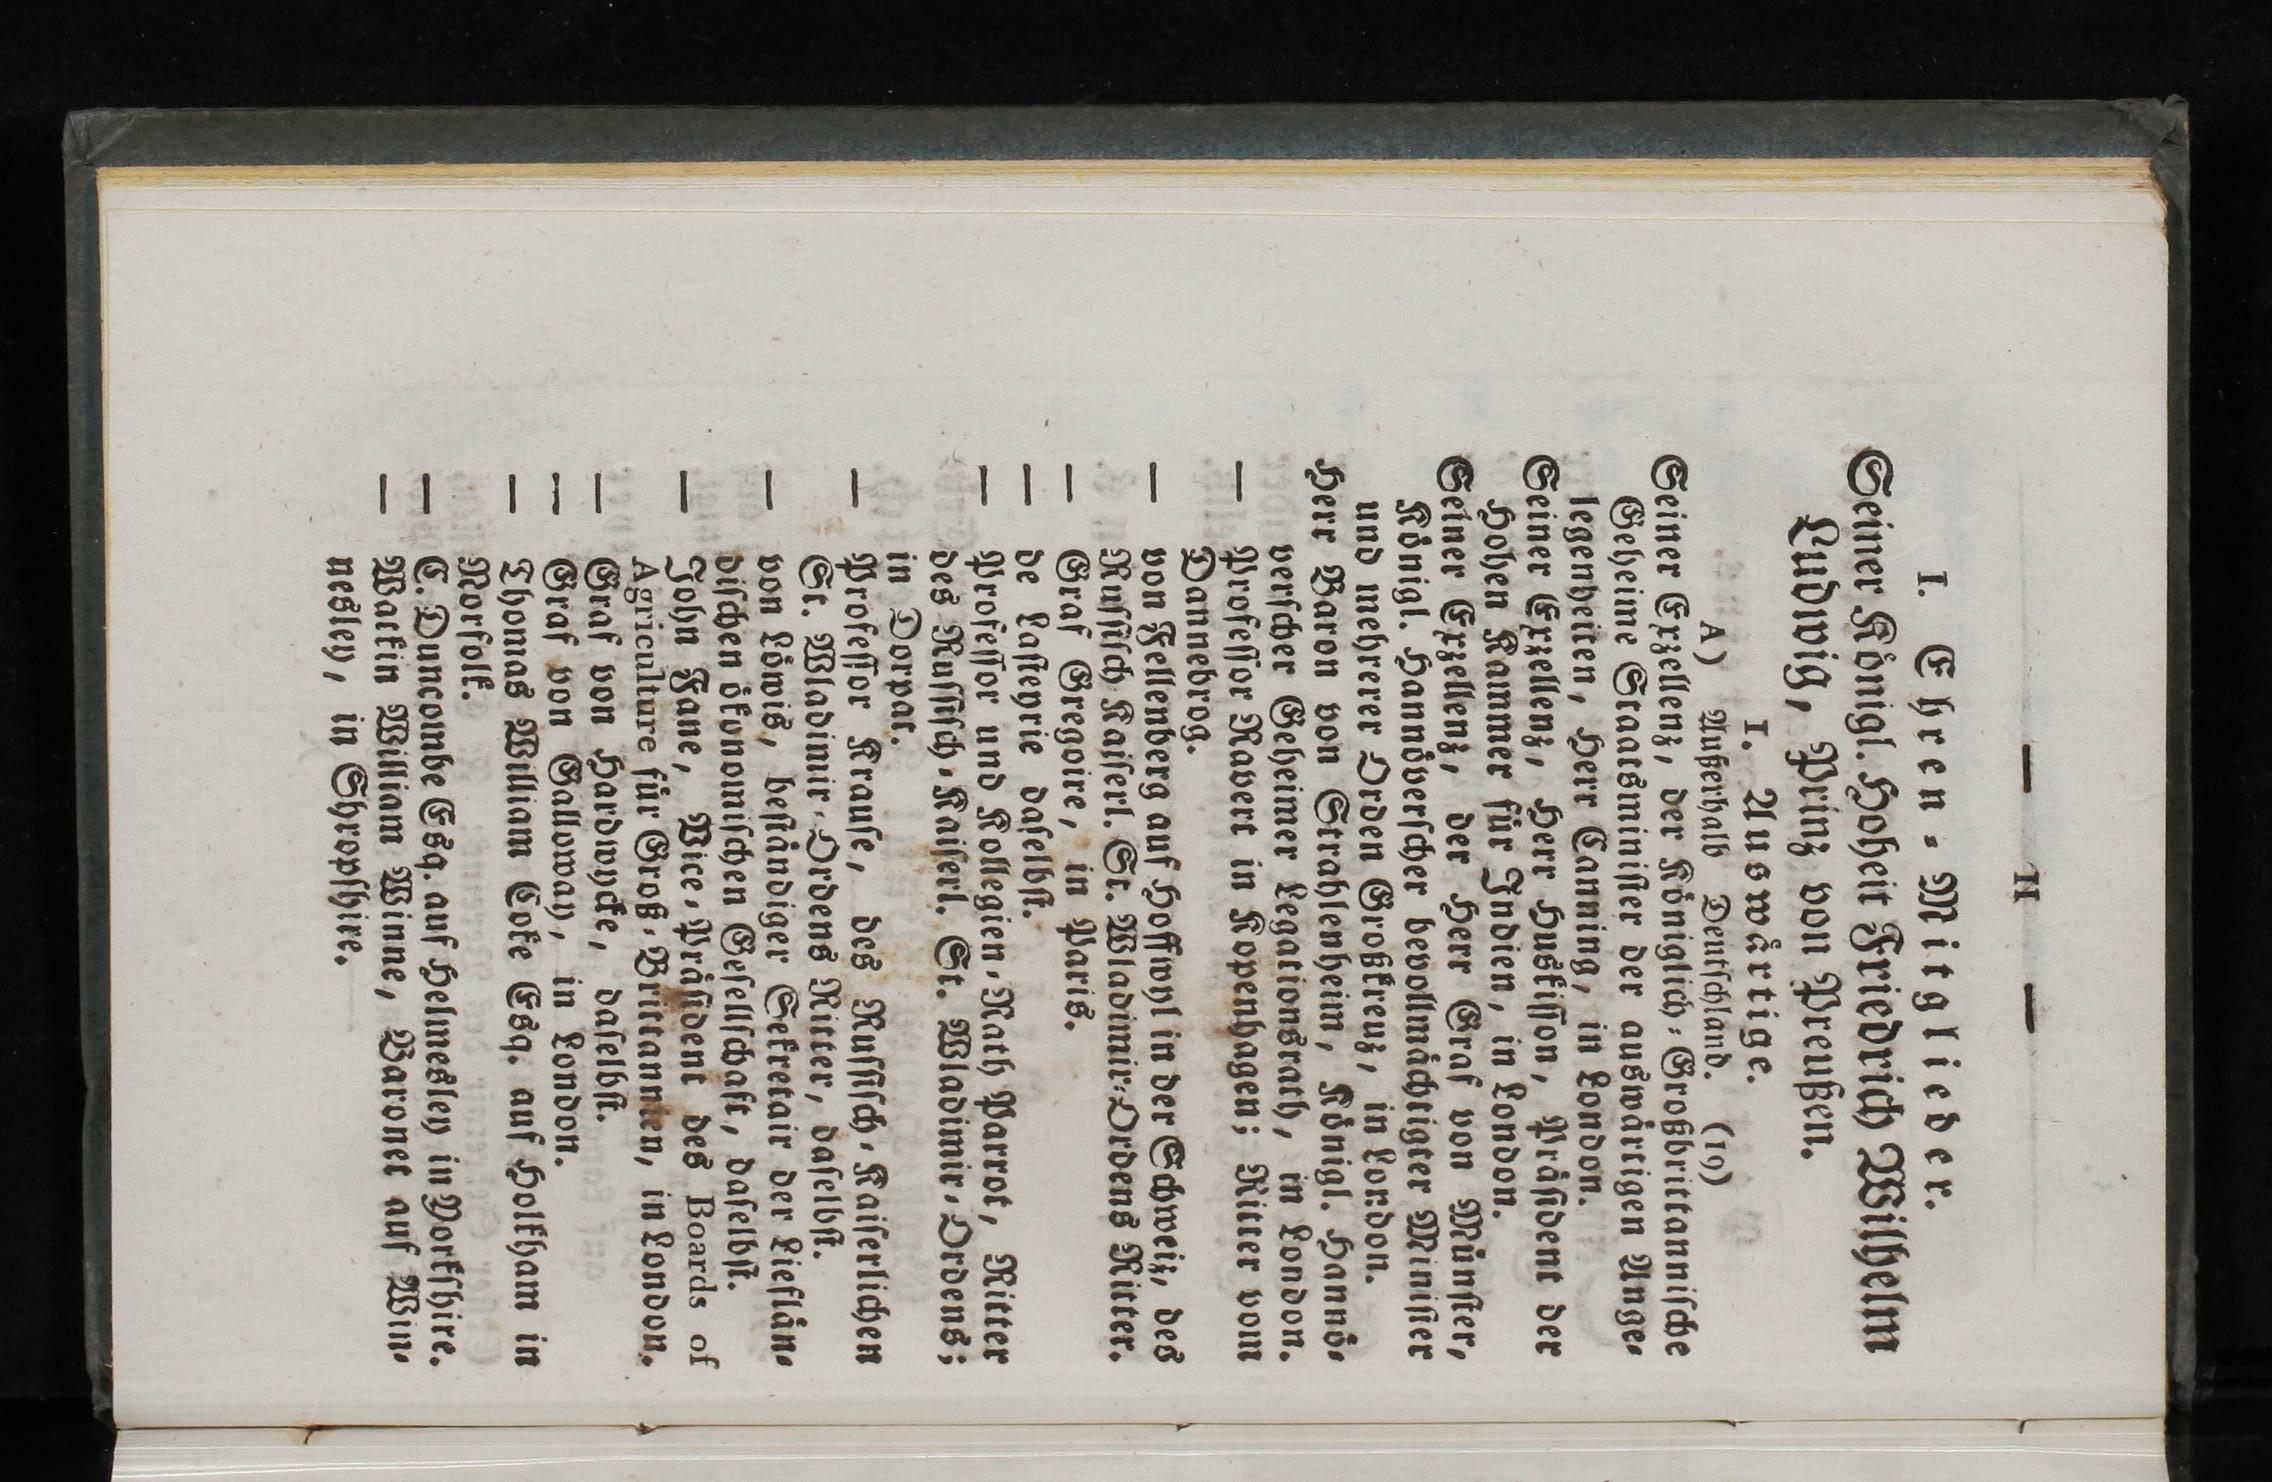 — 11 —
I. Ehren-Mitglieder.
Seiner Königl. Hoheit Friedrich Wilhelm
Ludwig, Prinz von Preußen.
I. Auswärtige.
A) Außerhalb Deutschland. (19)
Seiner Exzellenz, der Königlich-Großbrittannische
Geheime Staatsminister der auswärtigen Ange-
legenheiten, Herr Canning, in London.
Seiner Exzellenz, Herr Huskisson, Präsident der
Hohen Kammer für Indien, in London.
Seiner Exzellenz, der Herr Graf von Münster,
Königl. Hannöverscher bevollmächtigter Minister
und mehrerer Orden Großkreuz, in London.
Herr Baron von Strahlenheim, Königl. Hannö-
verscher Geheimer Legationsrath, in London.
— Professor Rawert in Kopenhagen; Ritter vom
Dannebrog.
— von Fellenberg auf Hoffwyl in der Schweiz, des
Russisch Kaiserl. St. Wladimir-Ordens Ritter.
— Graf Gregoire, in Paris.
— de Lasteyrie daselbst.
— Professor und Kollegien-Rath Parrot, Ritter
des Russisch-Kaiserl. St. Wladimir-Ordens;
in Dorpat.
— Professor Krause, des Russisch-Kaiserlichen
St. Wladimir-Ordens Ritter, daselbst.
— von Löwis, beständiger Sekretair der Lieflän-
dischen ökonomischen Gesellschaft, daselbst.
— John Fane, Vice-Präsident des Boards of
Agriculture für Groß-Brittannien, in London.
— Graf von Hardwycke, daselbst.
— Graf von Galloway, in London.
— Thomas William Coke Esq. auf Holkham in
Norfolk.
— C. Duncombe Esq. auf Helmesley in Yorkshire.
— Watkin William Winne, Baronet auf Win-
nesley, in Shropshire.